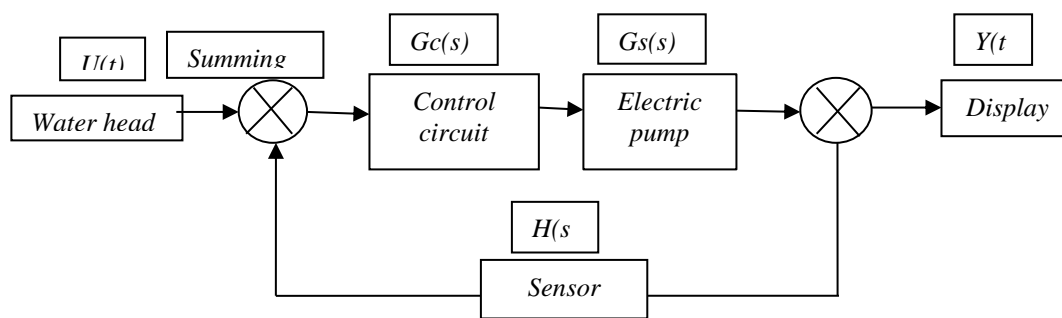 Gc(s)
Gs(s)
Y(t
U(t)
Summing
Water head
Control
circuit
Electric
pump
Display
H(s
Sensor